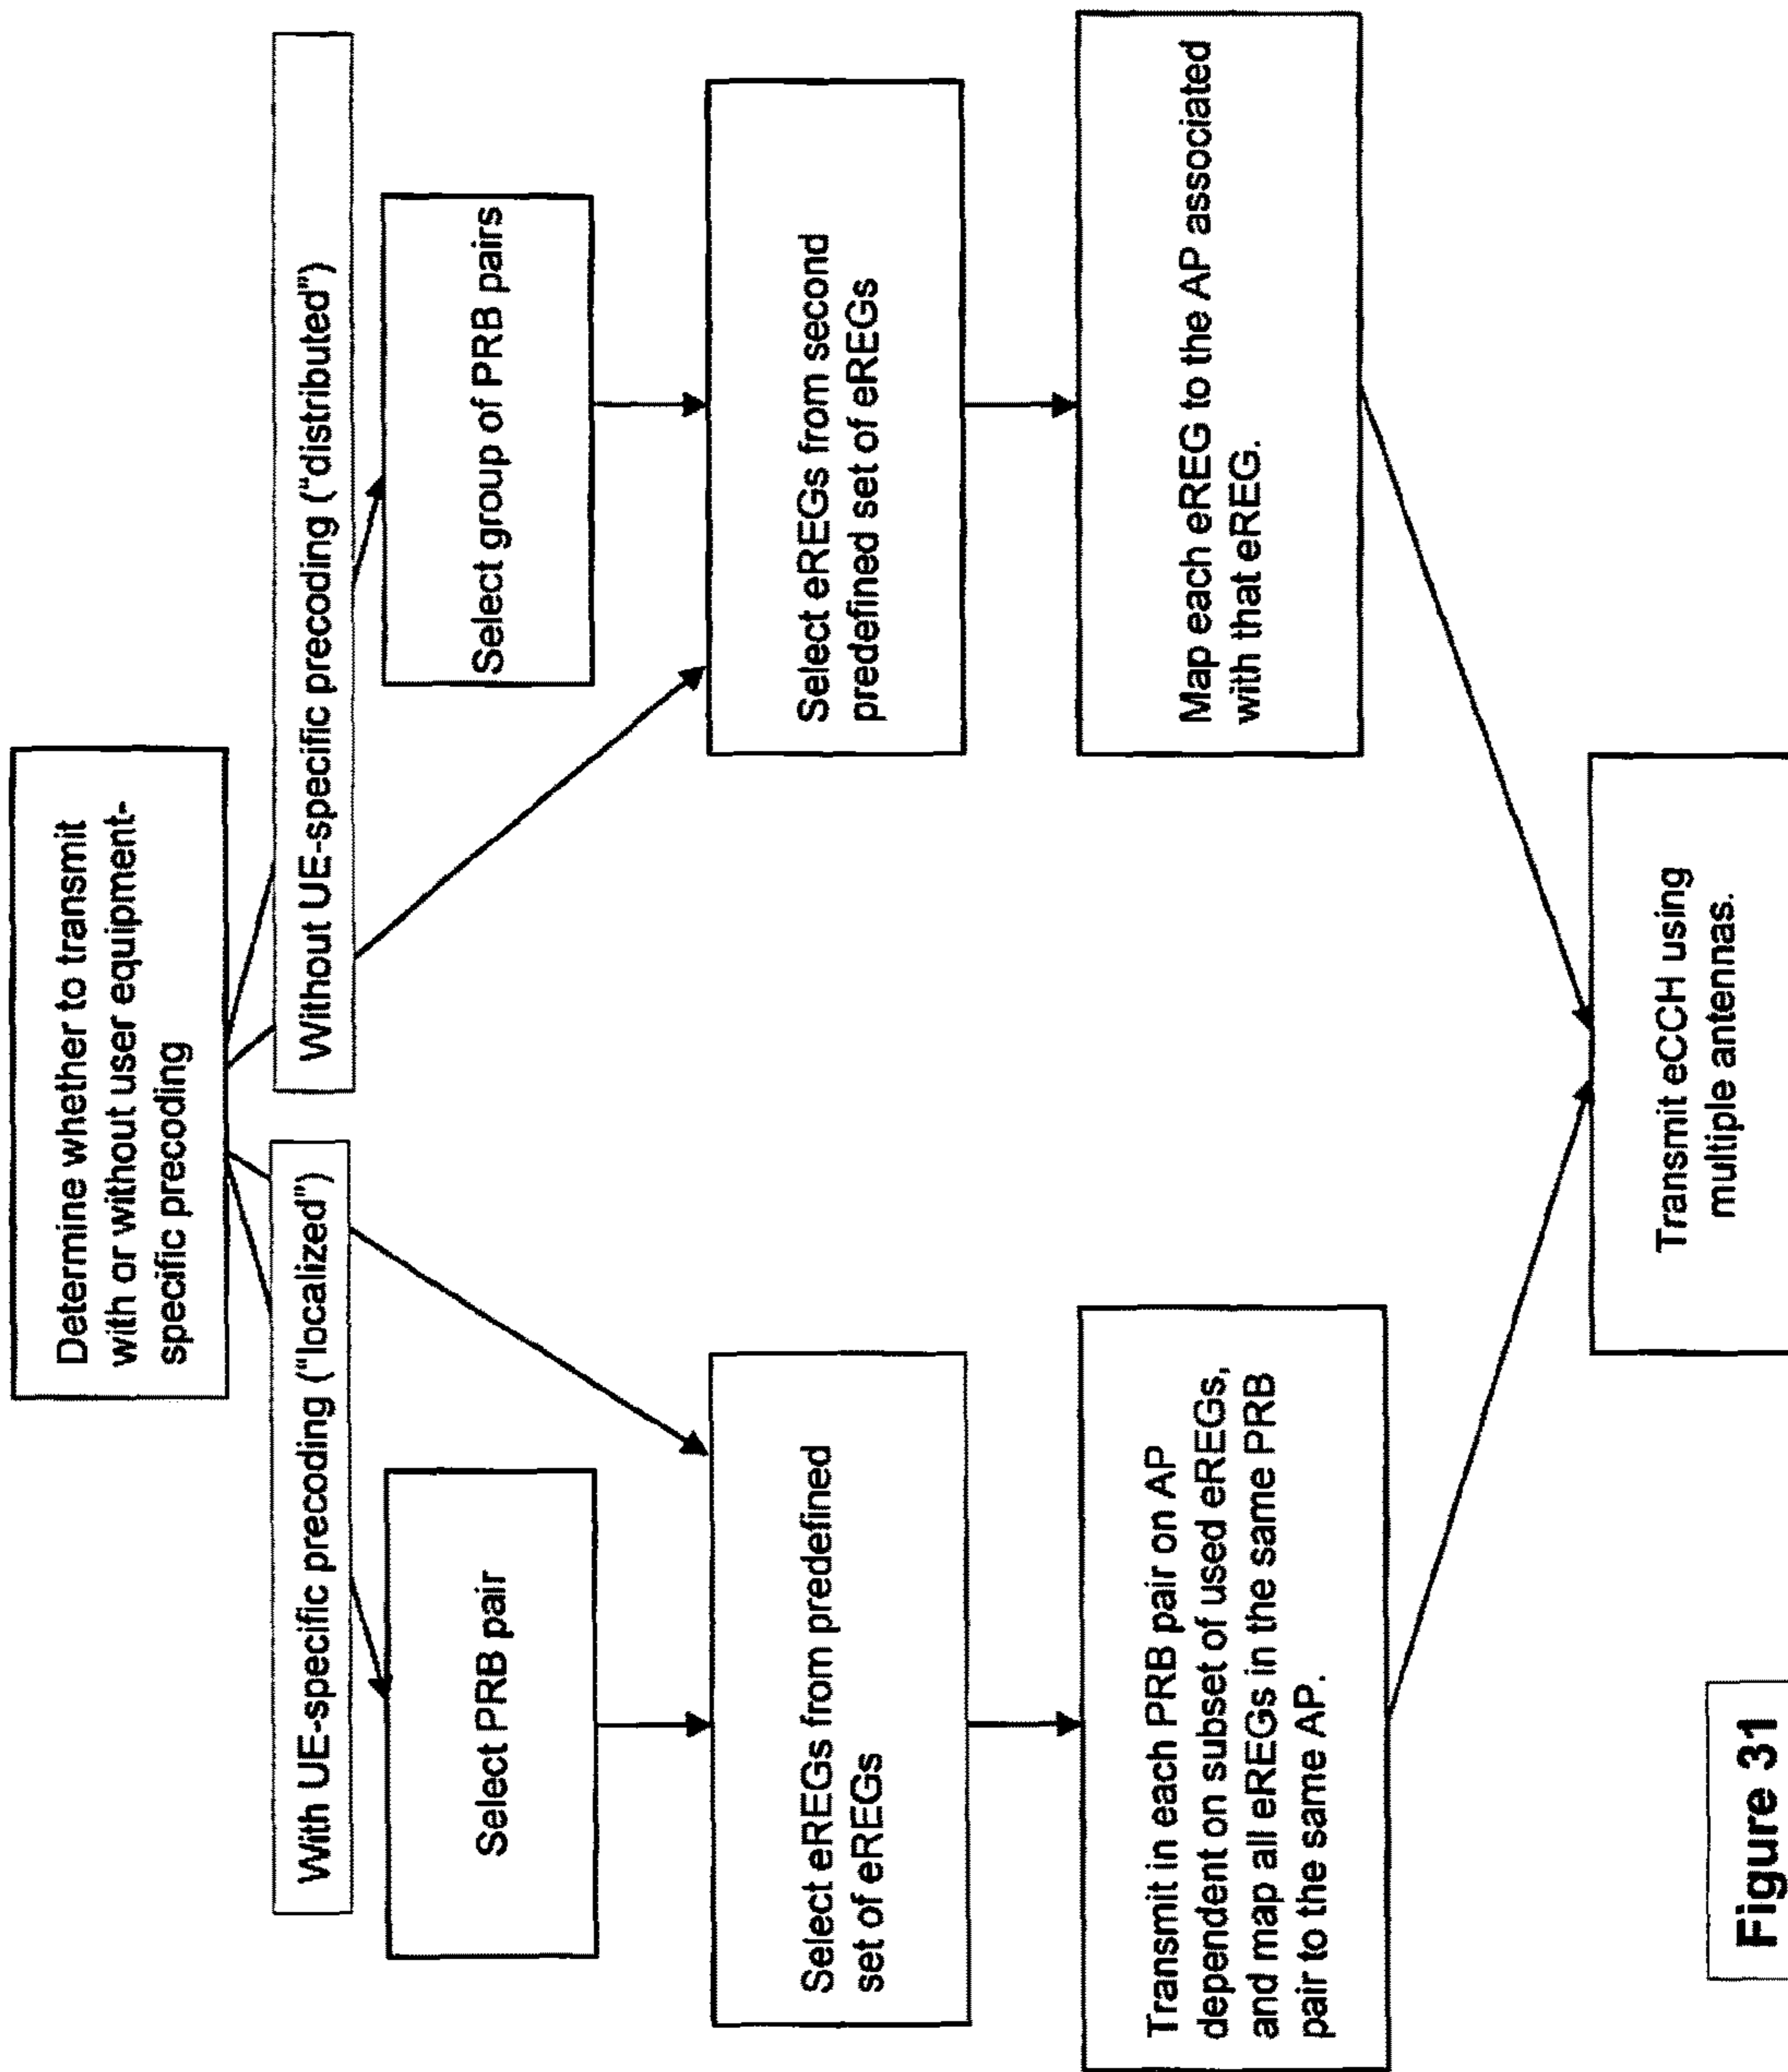 Determine whether to transmit
with or without user equipment-
specific precoding
With UE-specific precoding ("localized")
Without UE-specific precoding ("distributed")
Select PRB pair
Select group of PRB pairs
Select eREGs from predefined
set of eREGs
Select eREGs from second
predefined set of eREGs
Transmit in each PRB pair on AP
dependent on subset of used eREGs,
and map all eREGs in the same PRB
pair to the same AP.
Map each eREG to the AP associated
with that eREG.
Transmit eCCH using
multiple antennas.
Figure 31